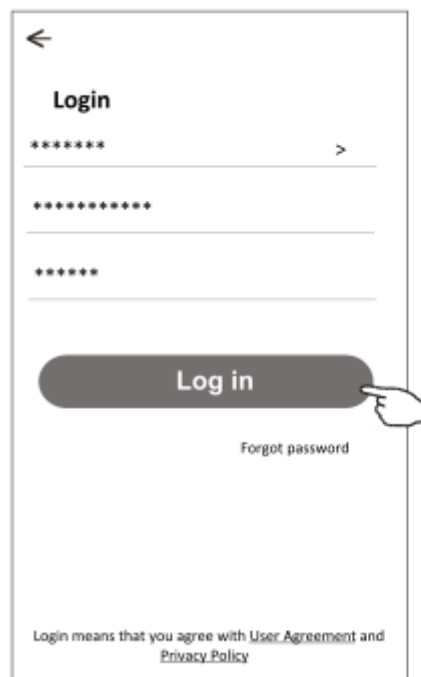 Login
*******
>
***********
******
Log in
Forgot password
Login means that you agree with User Agreement and
Privacy Policy